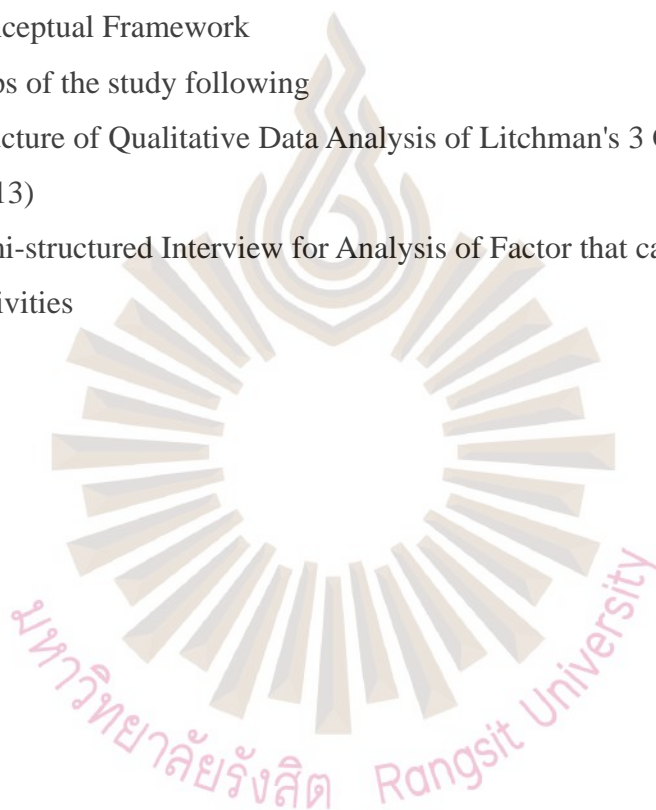 nceptual Framework
ps of the study following
cture of Qualitative Data Analysis of Litchman's 3 C
13)
ni-structured Interview for Analysis of Factor that ca
ivities
มหาวิทยาลัยรังสิต Rangsit University